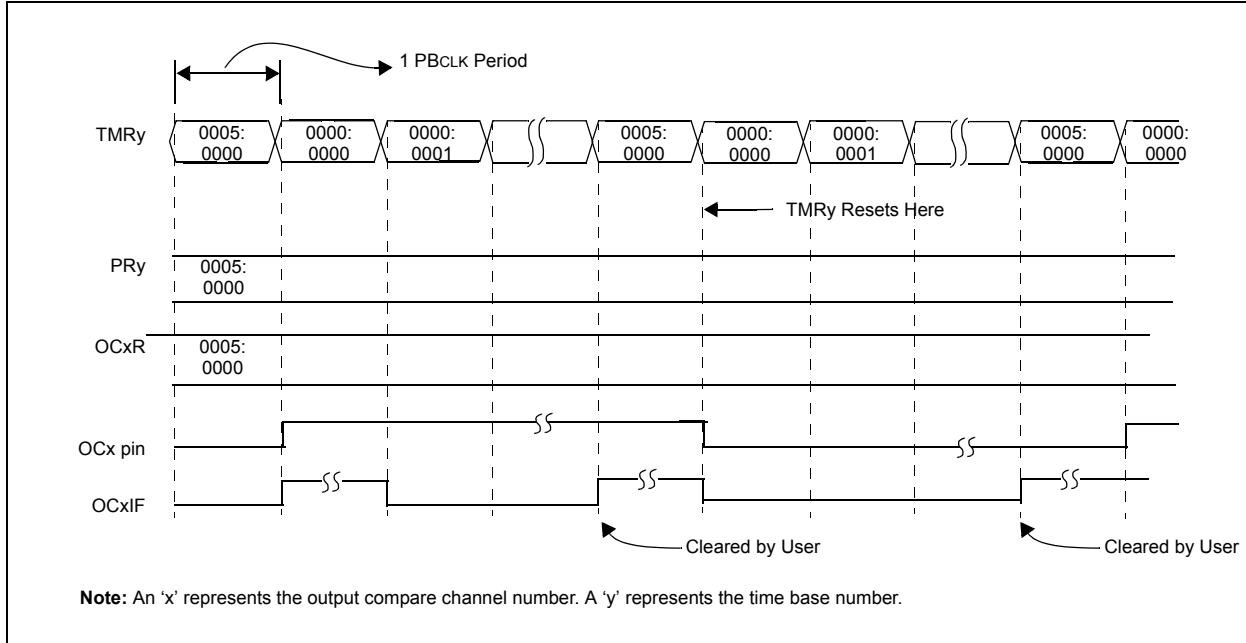 1 PBCLK Period
TMRy
0005:
0000
0000:
0000
0000:
0001
0005:
0000
0000:
0000
0000:
0001
0005:
0000
0000:
0000
TMRy Resets Here
PRy
0005:
0000
OCxR
0005:
0000
OCx pin
OCxIF
Cleared by User
Cleared by User
Note: An ‘x’ represents the output compare channel number. A ‘y’ represents the time base number.